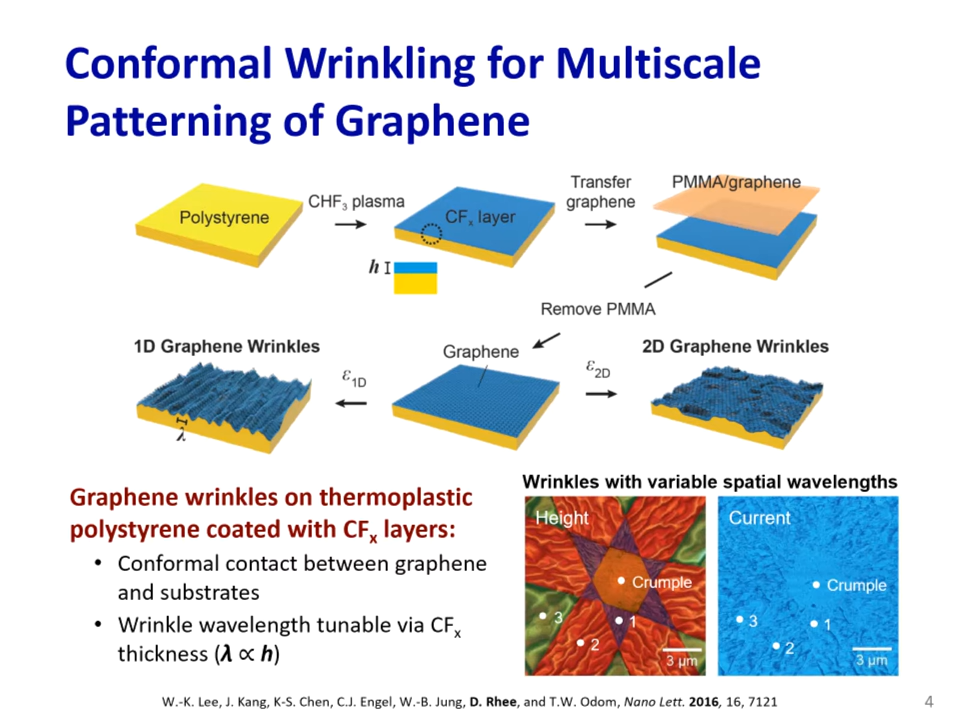 Conformal Wrinkling for Multiscale
Patterning of Graphene
Polystyrene
CHF₃ plasma
CFₓ layer
h
Transfer
graphene
PMMA/graphene
Remove PMMA
1D Graphene Wrinkles
λ
ε1D
Graphene
ε2D
2D Graphene Wrinkles
Graphene wrinkles on thermoplastic
polystyrene coated with CFₓ layers:
• Conformal contact between graphene
and substrates
• Wrinkle wavelength tunable via CFₓ
thickness (λ ∝ h)
Wrinkles with variable spatial wavelengths
Height
Crumple
3
1
2
3 μm
Current
Crumple
3
1
2
3 μm
W.-K. Lee, J. Kang, K-S. Chen, C.J. Engel, W.-B. Jung, D. Rhee, and T.W. Odom, Nano Lett. 2016, 16, 7121
4